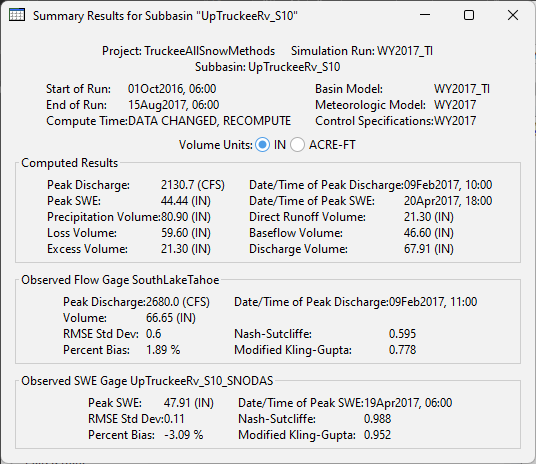 Summary Results for Subbasin "UpTruckeeRv_S10"
Project: TruckeeAllSnowMethods Simulation Run: WY2017_TI
Subbasin: UpTruckeeRv_S10
Start of Run: 01Oct2016, 06:00 Basin Model: WY2017_TI
End of Run: 15Aug2017, 06:00 Meteorologic Model: WY2017
Compute Time:DATA CHANGED, RECOMPUTE Control Specifications:WY2017
Volume Units: IN ACRE-FT
Computed Results
Peak Discharge: 2130.7 (CFS) Date/Time of Peak Discharge:09Feb2017, 10:00
Peak SWE: 44.44 (IN) Date/Time of Peak SWE: 20Apr2017, 18:00
Precipitation Volume:80.90 (IN) Direct Runoff Volume: 21.30 (IN)
Loss Volume: 59.60 (IN) Baseflow Volume: 46.60 (IN)
Excess Volume: 21.30 (IN) Discharge Volume: 67.91 (IN)
Observed Flow Gage SouthLakeTahoe
Peak Discharge:2680.0 (CFS) Date/Time of Peak Discharge:09Feb2017, 11:00
Volume: 66.65 (IN)
RMSE Std Dev: 0.6 Nash-Sutcliffe: 0.595
Percent Bias: 1.89 % Modified Kling-Gupta: 0.778
Observed SWE Gage UpTruckeeRv_S10_SNODAS
Peak SWE: 47.91 (IN) Date/Time of Peak SWE:19Apr2017, 06:00
RMSE Std Dev:0.11 Nash-Sutcliffe: 0.988
Percent Bias: -3.09 % Modified Kling-Gupta: 0.952